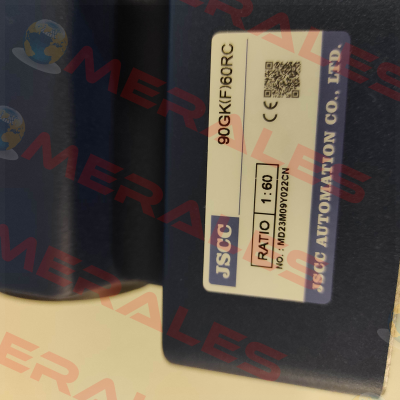 JSCC
90GK(F)60RC
RATIO 1:60
NO.: MD23M09Y022CN
CE
JSCC AUTOMATION CO., LTD.
MERALES
MERALES
MERALES